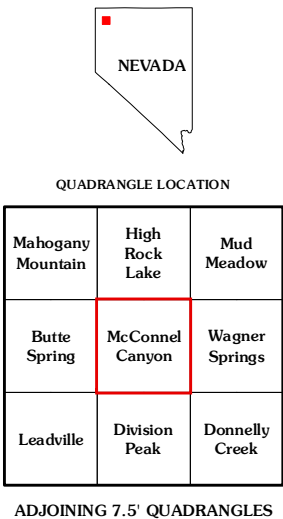 NEVADA
QUADRANGLE LOCATION
Mahogany
Mountain
High
Rock
Lake
Mud
Meadow
Butte
Spring
McConnel
Canyon
Wagner
Springs
Leadville
Division
Peak
Donnelly
Creek
ADJOINING 7.5' QUADRANGLES